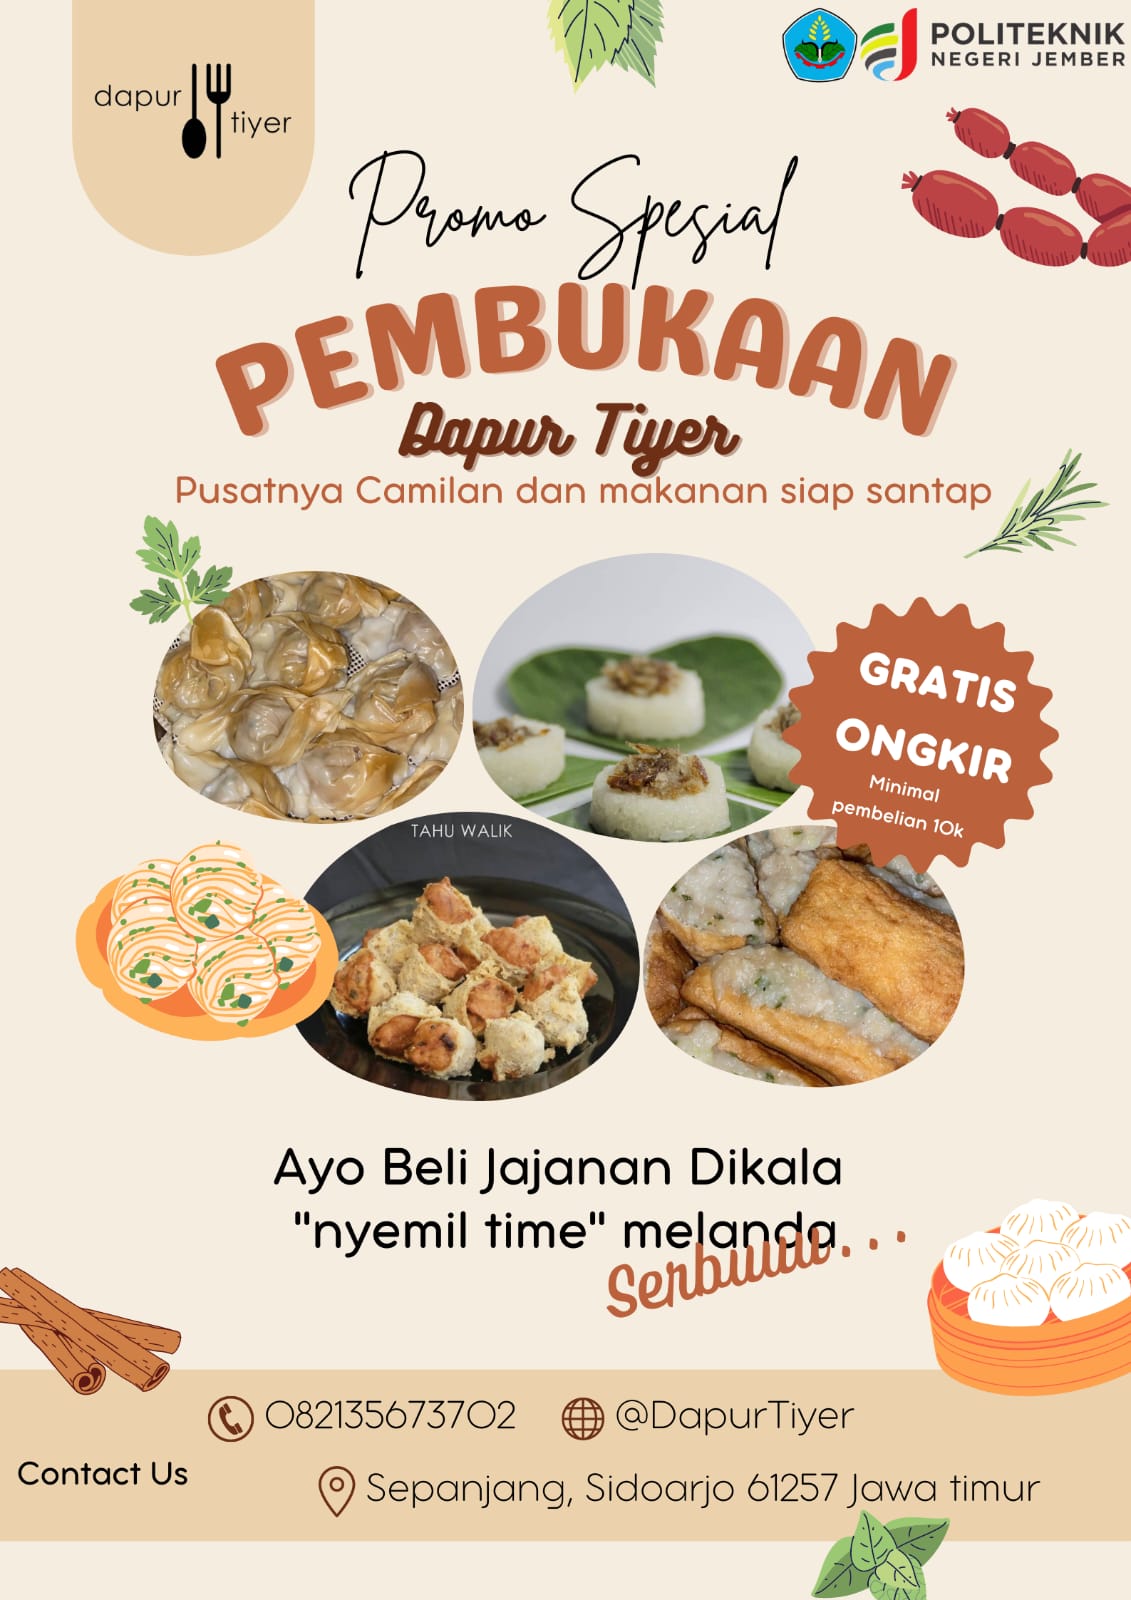 dapur
tiyer
POLITEKNIK
NEGERI JEMBER
Promo Spesial
PEMBUKAAN
Dapur Tiyer
Pusatnya Camilan dan makanan siap santap
GRATIS
ONGKIR
Minimal
pembelian 10k
TAHU WALIK
Ayo Beli Jajanan Dikala
"nyemil time" melanda
Serbuuu...
082135673702
@DapurTiyer
Contact Us
Sepanjang, Sidoarjo 61257 Jawa timur